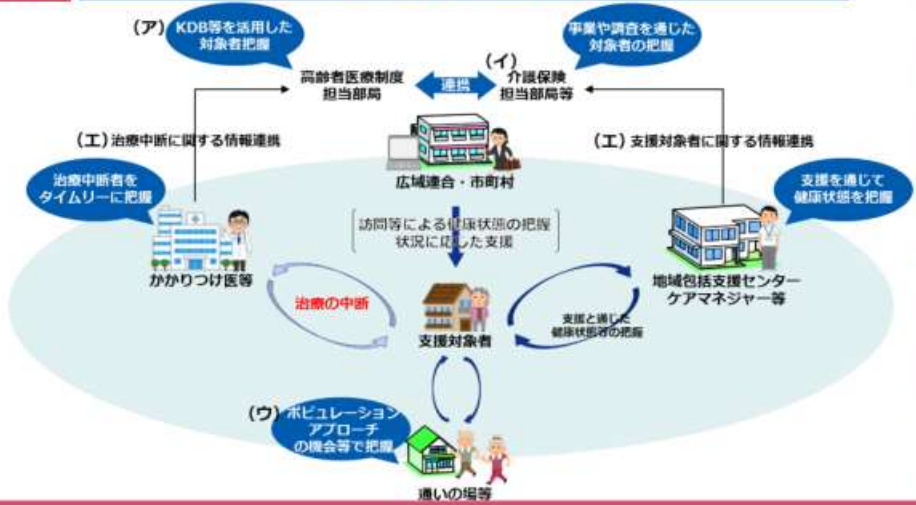 (ア)
KDB等を活用した
対象者把握
事業や調査を通じた
対象者の把握
高齢者医療制度
担当部局
連携
(イ)
介護保険
担当部局等
(エ)治療中断に関する情報連携
(エ)支援対象者に関する情報連携
治療中断者を
タイムリーに把握
広域連合・市町村
支援を通じて
健康状態を把握
訪問等による健康状態の把握
状況に応じた支援
かかりつけ医等
地域包括支援センター
ケアマネジャー等
治療の中断
支援と通じた
健康状態等の把握
支援対象者
(ウ)
ポピュレーション
アプローチ
の機会等で把握
通いの場等